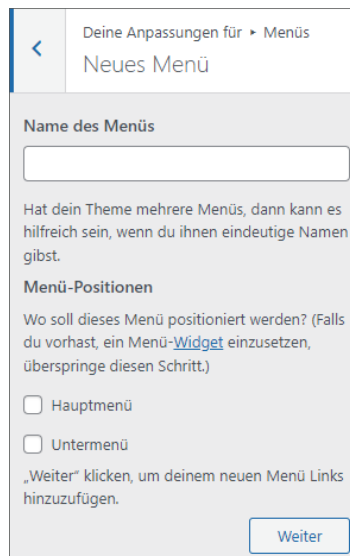 Deine Anpassungen für ▸ Menüs
Neues Menü
Name des Menüs
Hat dein Theme mehrere Menüs, dann kann es
hilfreich sein, wenn du ihnen eindeutige Namen
gibst.
Menü-Positionen
Wo soll dieses Menü positioniert werden? (Falls
du vorhast, ein Menü-Widget einzusetzen,
überspringe diesen Schritt.)
Hauptmenü
Untermenü
„Weiter“ klicken, um deinem neuen Menü Links
hinzuzufügen.
Weiter